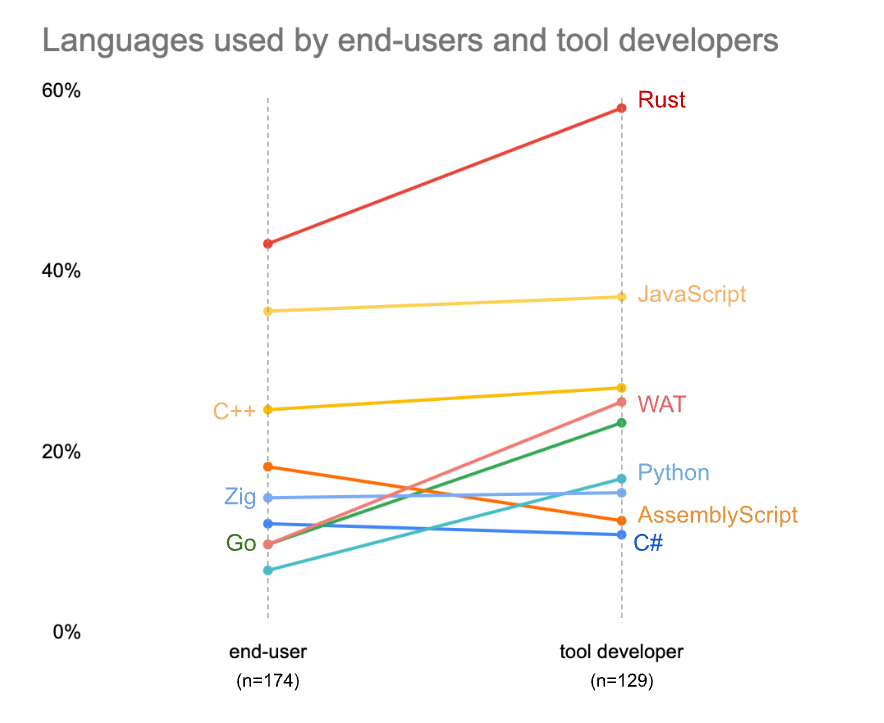 Languages used by end-users and tool developers
60%
Rust
40%
JavaScript
C++
WAT
20%
Python
Zig
AssemblyScript
Go
C#
0%
end-user
tool developer
(n=174)
(n=129)